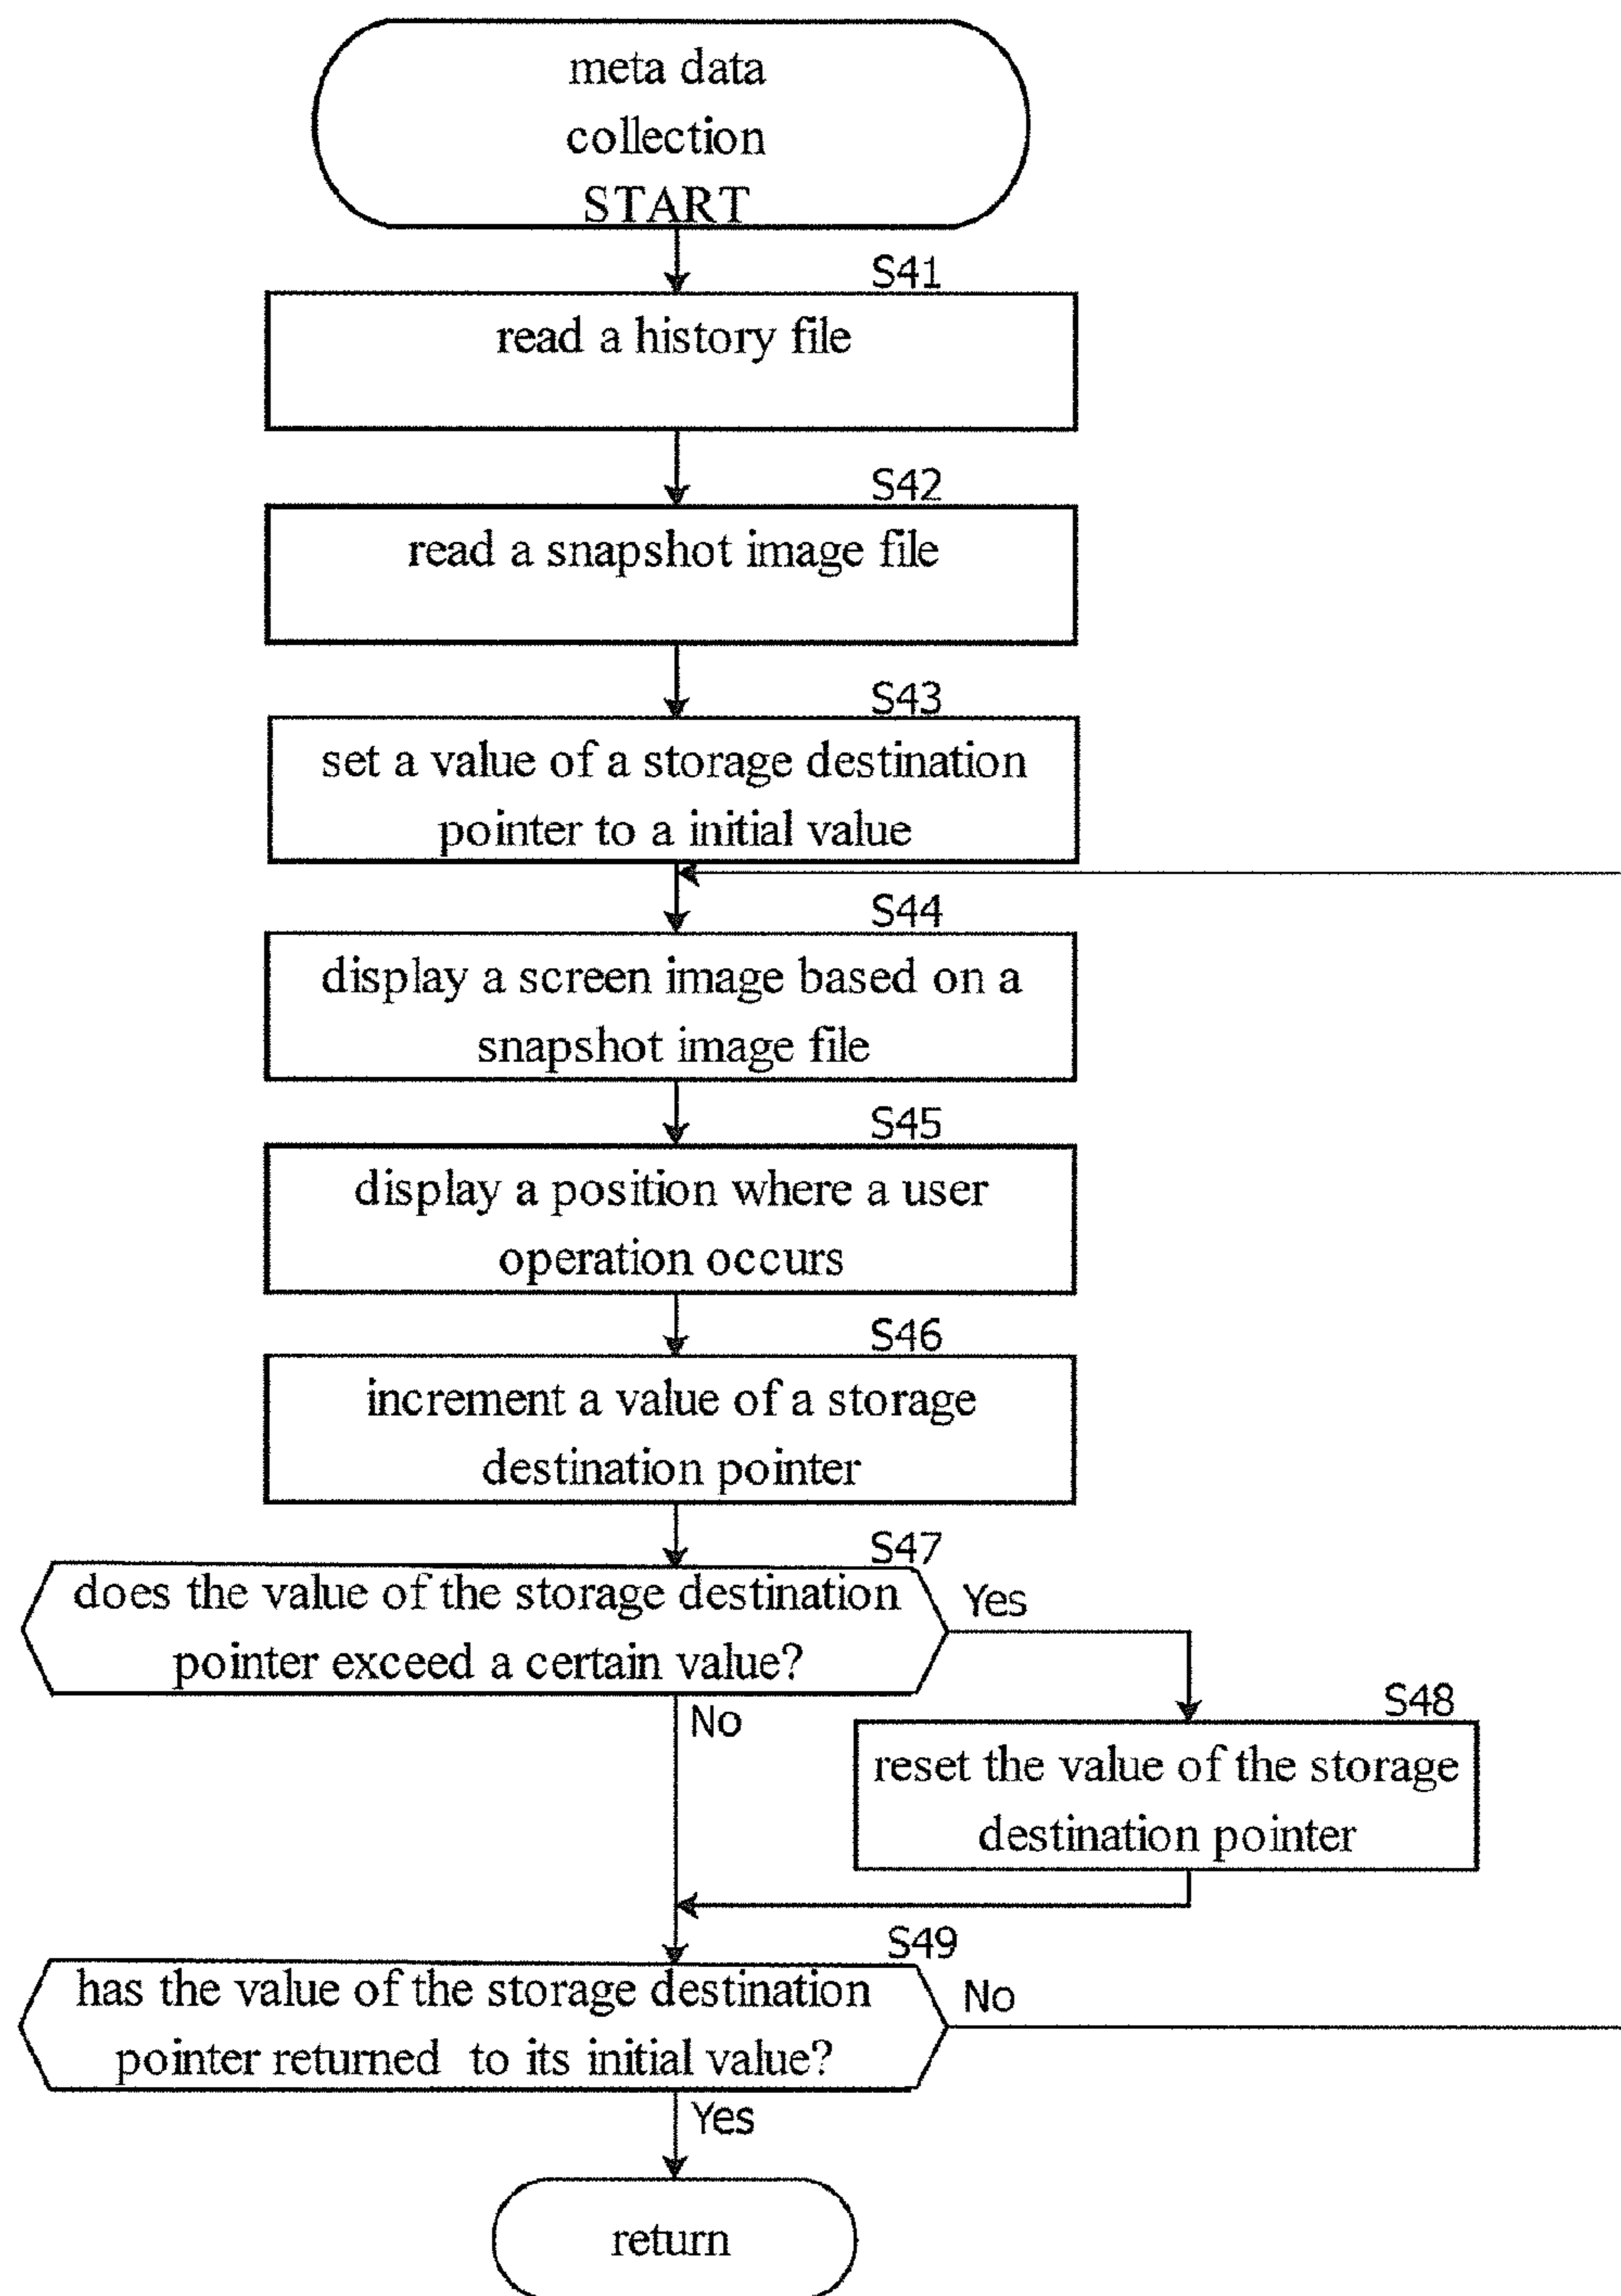 meta data
collection
START
S41
read a history file
S42
read a snapshot image file
S43
set a value of a storage destination
pointer to a initial value
S44
display a screen image based on a
snapshot image file
S45
display a position where a user
operation occurs
S46
increment a value of a storage
destination pointer
S47
does the value of the storage destination
pointer exceed a certain value?
Yes
No
S48
reset the value of the storage
destination pointer
S49
has the value of the storage destination
pointer returned to its initial value?
No
Yes
return